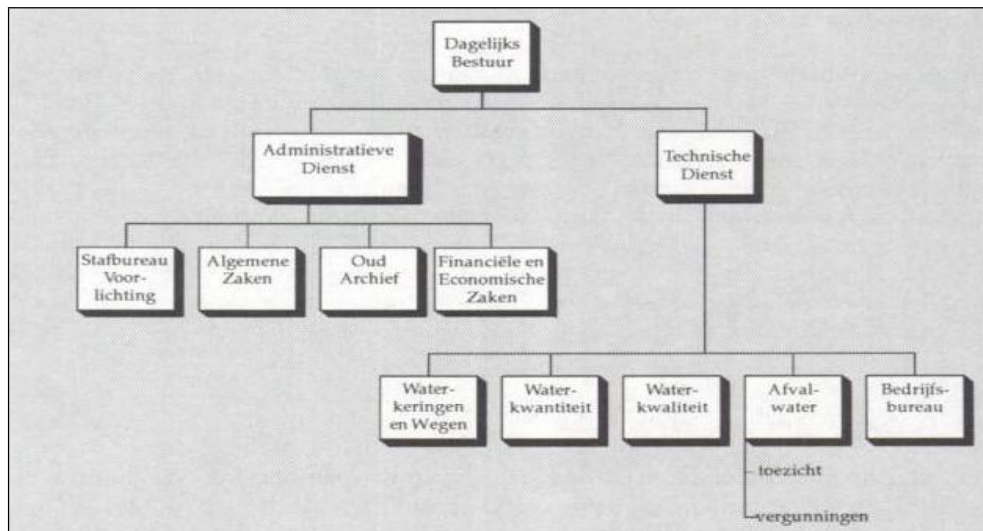 Dagelijks
Bestuur
Administratieve
Dienst
Technische
Dienst
Stafbureau
Voor-
lichting
Algemene
Zaken
Oud
Archief
Financiële en
Economische
Zaken
Water-
keringen
en Wegen
Water-
kwantiteit
Water-
kwaliteit
Afval-
water
Bedrijfs-
bureau
toezicht
vergunningen